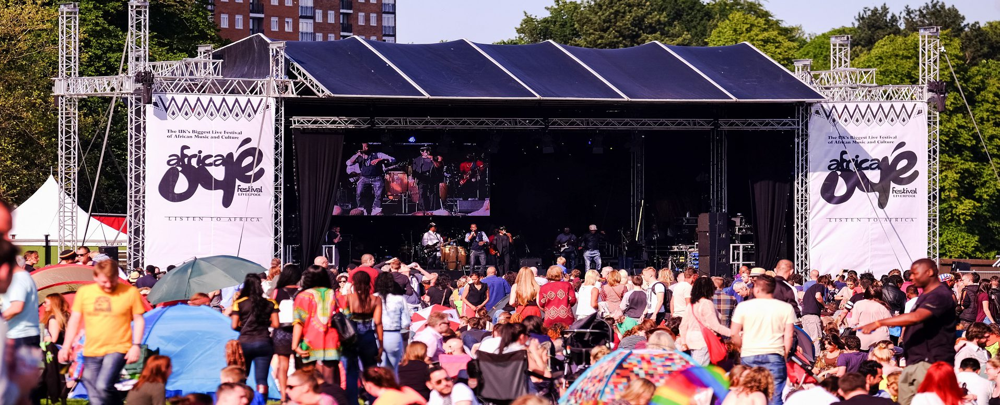 The UK's Biggest Live Festival
of African Music and Culture
africa
oyé
festival
LIVERPOOL
LISTEN TO AFRICA
The UK's Biggest Live Festival
of African Music and Culture
africa
oyé
festival
LIVERPOOL
LISTEN TO AFRICA